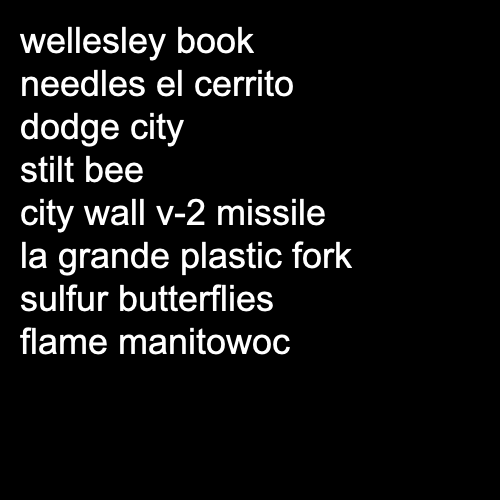 wellesley book
needles el cerrito
dodge city
stilt bee
city wall v-2 missile
la grande plastic fork
sulfur butterflies
flame manitowoc